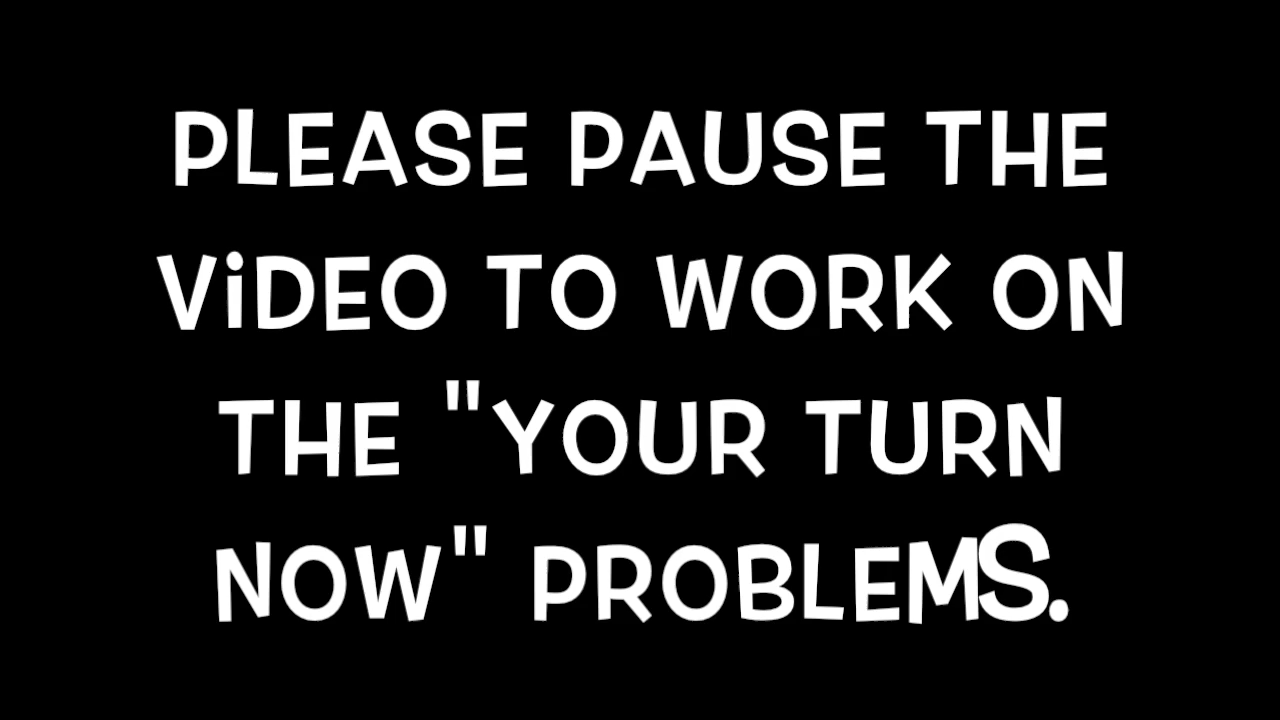 PLEASE PAUSE THE
ViDEO TO WORK ON
THE "YOUR TURN
NOW" PROBLEMS.